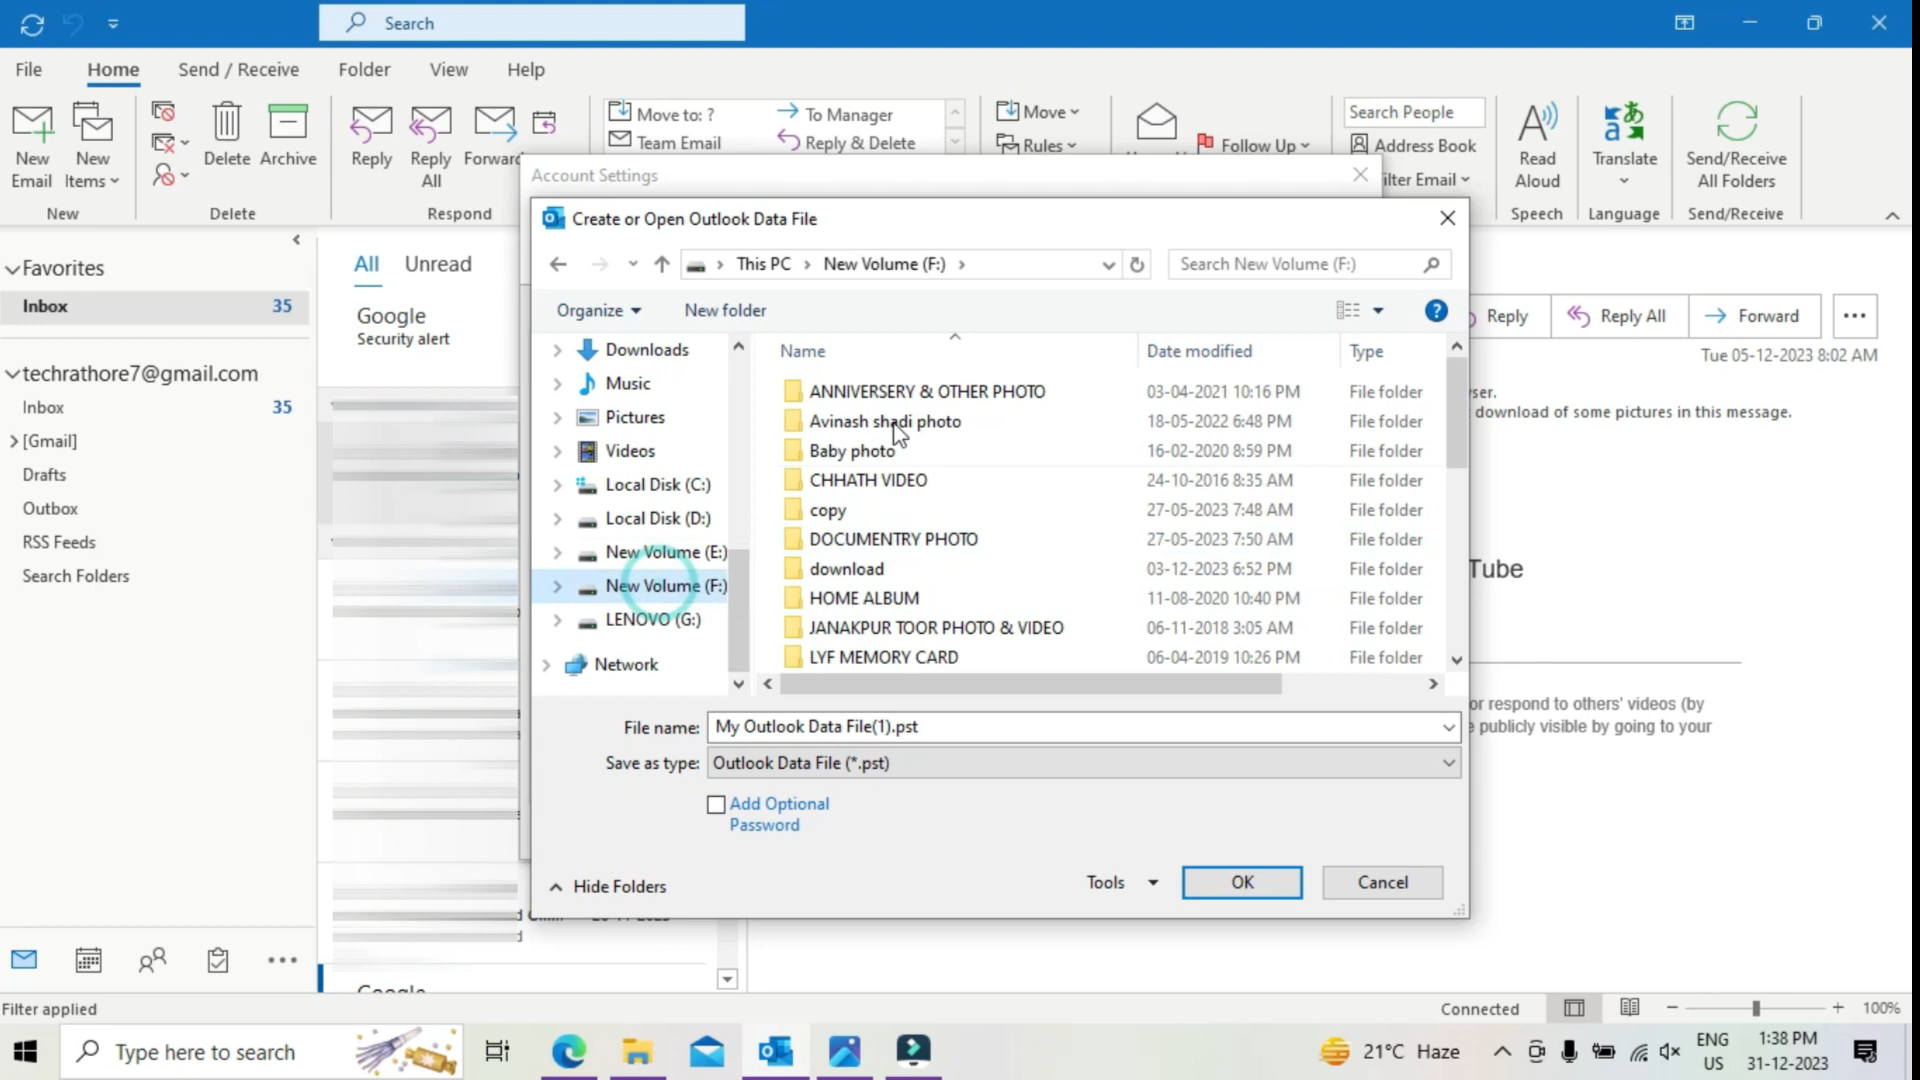 Search
File Home Send / Receive Folder View Help
New Email
New Items
Delete
Archive
Reply
Reply All
Forward
Move to: ?
To Manager
Team Email
Reply & Delete
Move
Rules
Follow Up
Search People
Address Book
ilter Email
Read Aloud
Translate
Send/Receive All Folders
New Delete Respond Speech Language Send/Receive
Favorites
Inbox 35
techrathore7@gmail.com
Inbox 35
[Gmail]
Drafts
Outbox
RSS Feeds
Search Folders
All Unread
Google
Security alert
Account Settings
Create or Open Outlook Data File
This PC New Volume (F:)
Search New Volume (F:)
Organize New folder
Downloads
Music
Pictures
Videos
Local Disk (C:)
Local Disk (D:)
New Volume (E:)
New Volume (F:)
LENOVO (G:)
Network
Name Date modified Type
ANNIVERSERY & OTHER PHOTO 03-04-2021 10:16 PM File folder
Avinash shadi photo 18-05-2022 6:48 PM File folder
Baby photo 16-02-2020 8:59 PM File folder
CHHATH VIDEO 24-10-2016 8:35 AM File folder
copy 27-05-2023 7:48 AM File folder
DOCUMENTRY PHOTO 27-05-2023 7:50 AM File folder
download 03-12-2023 6:52 PM File folder
HOME ALBUM 11-08-2020 10:40 PM File folder
JANAKPUR TOOR PHOTO & VIDEO 06-11-2018 3:05 AM File folder
LYF MEMORY CARD 06-04-2019 10:26 PM File folder
File name: My Outlook Data File(1).pst
Save as type: Outlook Data File (*.pst)
Add Optional
Password
Hide Folders
Tools OK Cancel
Reply Reply All Forward
Tue 05-12-2023 8:02 AM
ser.
download of some pictures in this message.
Tube
or respond to others' videos (by
publicly visible by going to your
Filter applied
Connected
100%
Type here to search
21°C Haze
ENG
US
1:38 PM
31-12-2023